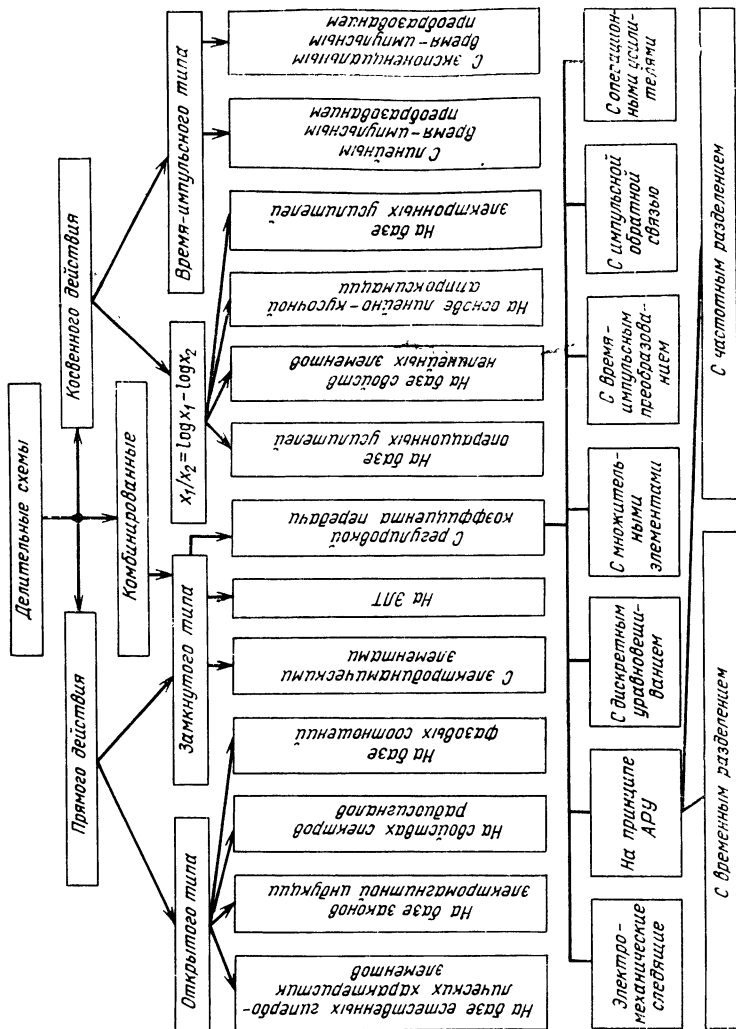 Делительные схемы
Прямого действия
Косвенного действия
Комбинированные
Открытого типа
Замкнутого типа
x₁/x₂ = log x₁ – log x₂
Время-импульсного типа
На базе естественных гипербо-
лических характеристик
элементов
На базе законов
электромагнитной индукции
На свойствах спектров
радиосигналов
На базе
фазовых соотношений
С электродинамическими
элементами
На ЭЛТ
С регулировкой
коэффициента передачи
На базе
операционных усилителей
На базе свойств
нелинейных элементов
На основе линейно-кусочной
аппроксимации
На базе
электронных усилителей
С линейным
время-импульсным
преобразованием
С экспоненциальным
время-импульсным
преобразованием
Электро-
механические
следящие
На принципе
АРУ
С дискретным
уравновеши-
ванием
С множитель-
ными
элементами
С время-
импульсным
преобразова-
нием
С импульсной
обратной
связью
С операцион-
ными усили-
телями
С временным разделением
С частотным разделением